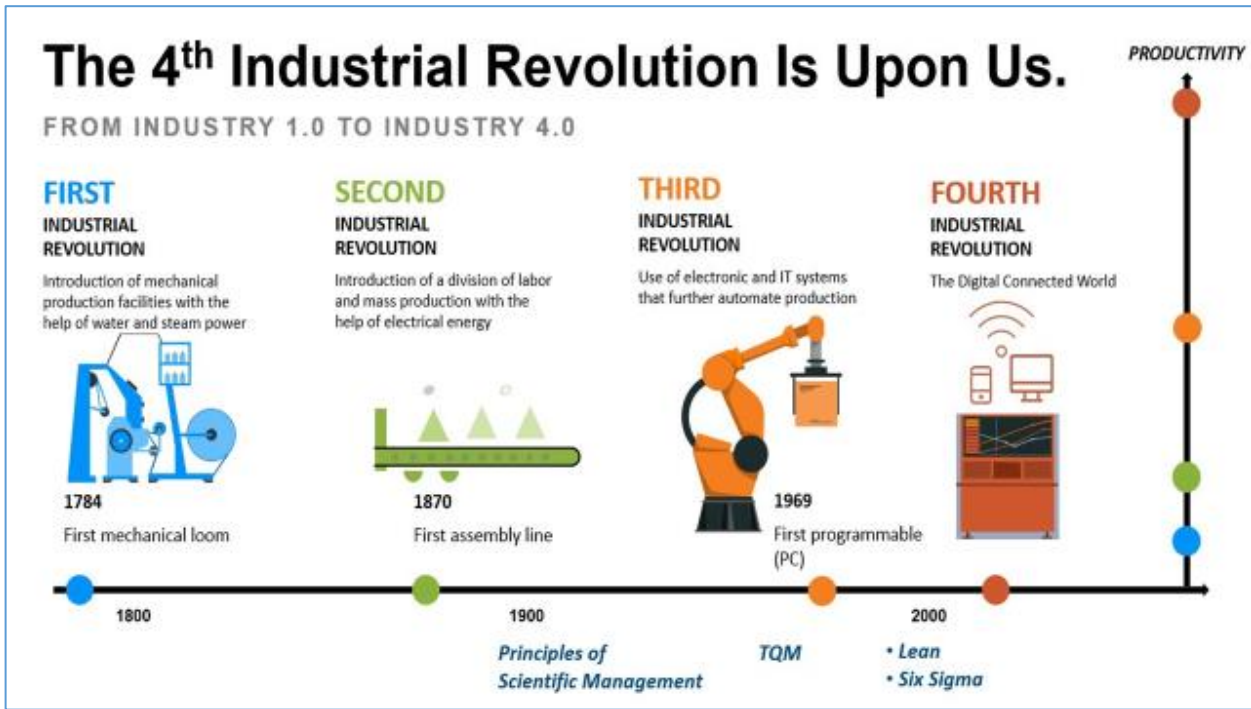 The 4th Industrial Revolution Is Upon Us.
PRODUCTIVITY
FROM INDUSTRY 1.0 TO INDUSTRY 4.0
FIRST
INDUSTRIAL
REVOLUTION
Introduction of mechanical
production facilities with the
help of water and steam power
1784
First mechanical loom
SECOND
INDUSTRIAL
REVOLUTION
Introduction of a division of labor
and mass production with the
help of electrical energy
1870
First assembly line
THIRD
INDUSTRIAL
REVOLUTION
Use of electronic and IT systems
that further automate production
1969
First programmable
(PC)
FOURTH
INDUSTRIAL
REVOLUTION
The Digital Connected World
1800
1900
2000
Principles of
Scientific Management
TQM
• Lean
• Six Sigma